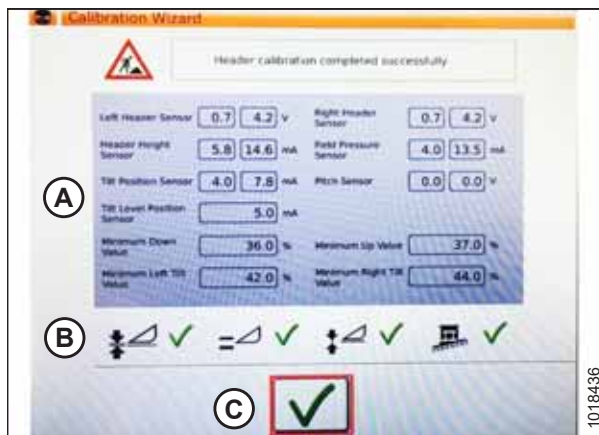 Calibration Wizard
Header calibration completed successfully
Left Header Sensor 0.7 4.2 V Right Header Sensor 0.7 4.2 V
Header Height Sensor 5.8 14.6 mA Field Pressure Sensor 4.0 13.5 mA
Tilt Position Sensor 4.0 7.8 mA Pitch Sensor 0.0 0.0 V
Tilt Level Position Sensor 5.0 mA
Minimum Down Value 36.0 % Minimum Up Value 37.0 %
Minimum Left Tilt Value 42.0 % Minimum Right Tilt Value 44.0 %
A
B
C
1018436